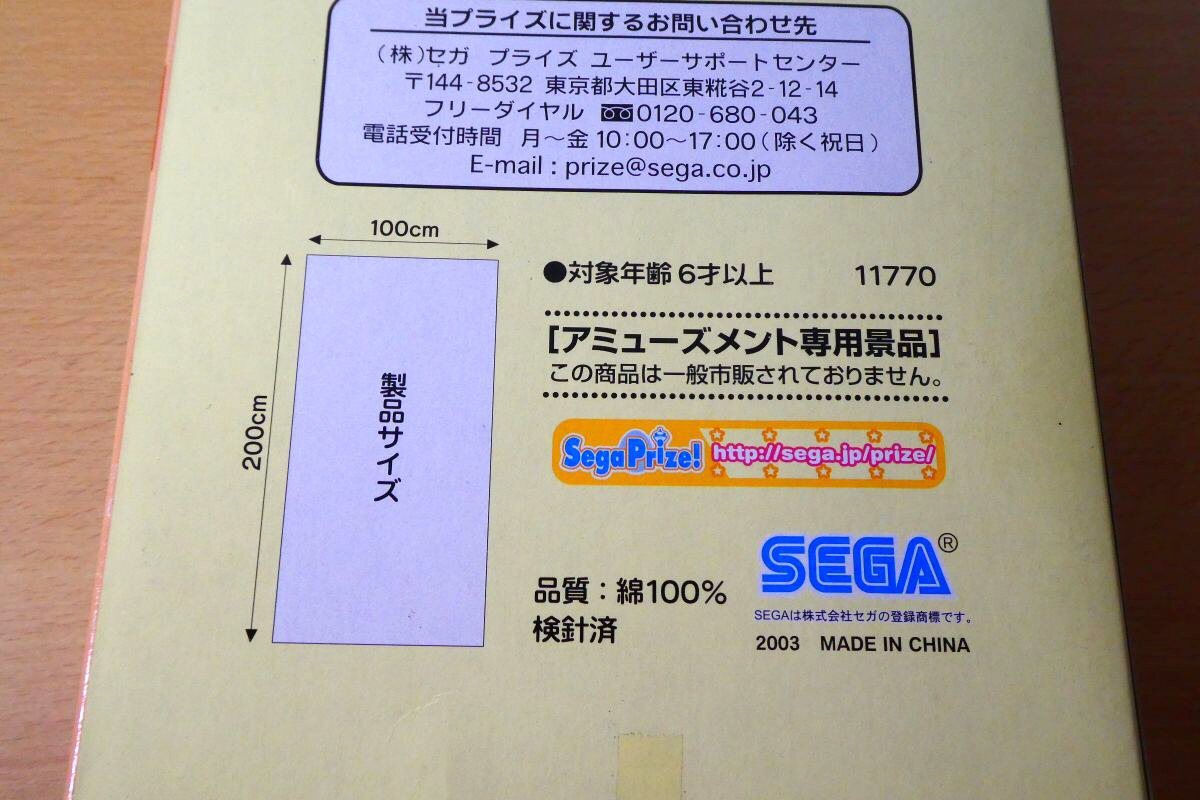 当プライズに関するお問い合わせ先
(株)セガ プライズ ユーザーサポートセンター
〒144-8532 東京都大田区東糀谷2-12-14
フリーダイヤル 0120-680-043
電話受付時間 月～金 10:00～17:00(除く祝日)
E-mail : prize@sega.co.jp
100cm
200cm
製品サイズ
●対象年齢 6才以上 11770
[アミューズメント専用景品]
この商品は一般市販されておりません。
Sega Prize! http://sega.jp/prize/
SEGA®
SEGAは株式会社セガの登録商標です。
2003 MADE IN CHINA
品質：綿100%
検針済